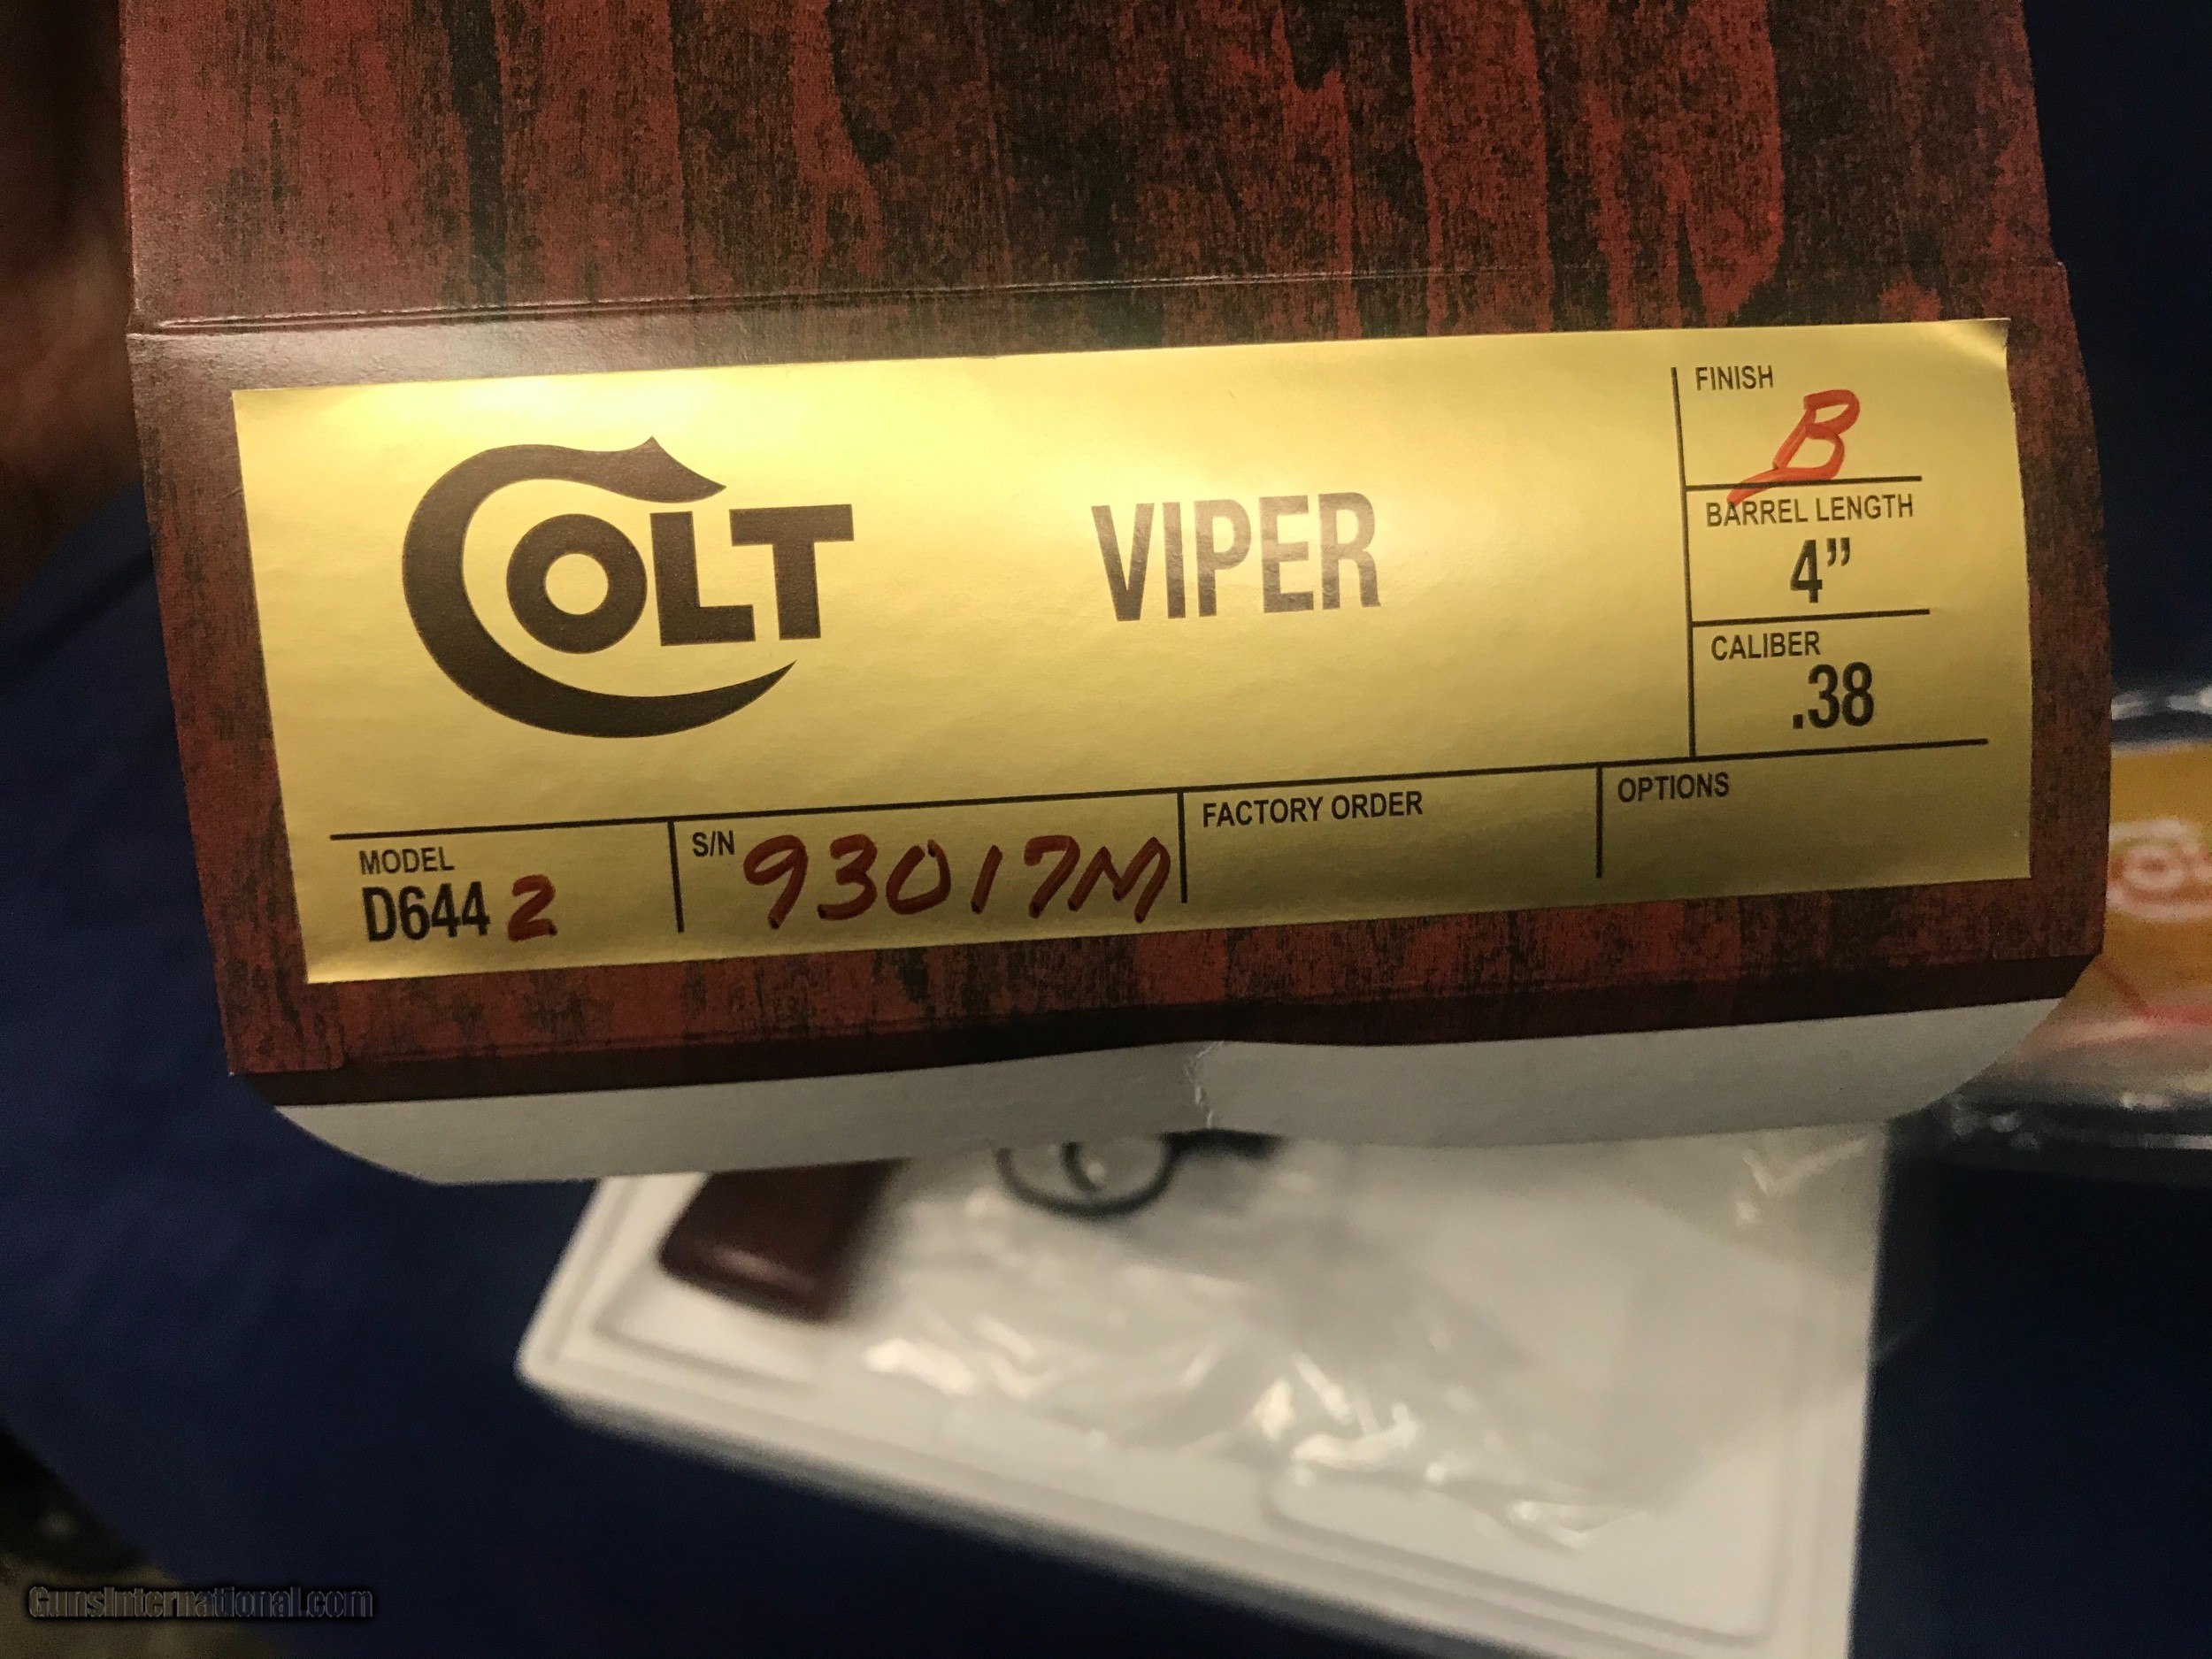 COLT
VIPER
FINISH
B
BARREL LENGTH
4”
CALIBER
.38
MODEL
D644 2
S/N 93017M
FACTORY ORDER
OPTIONS
GunsInternational.com